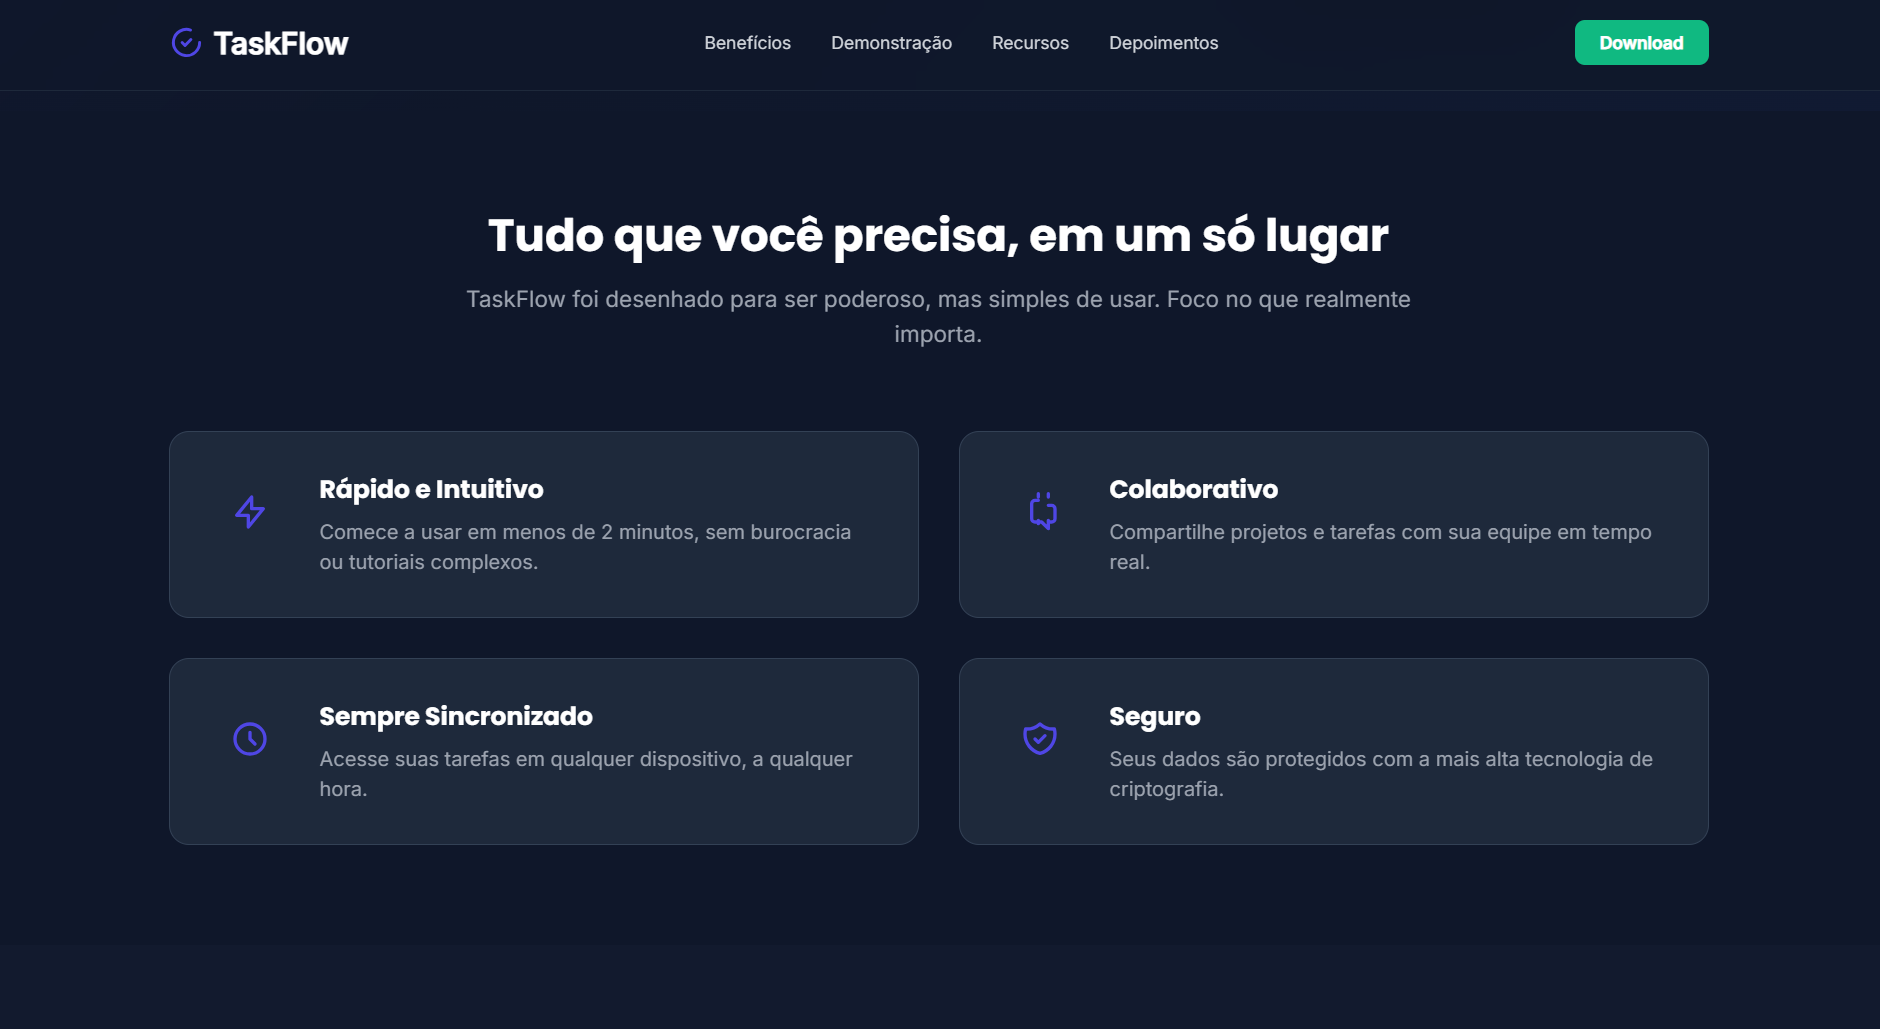 TaskFlow
Benefícios
Demonstração
Recursos
Depoimentos
Download
Tudo que você precisa, em um só lugar
TaskFlow foi desenhado para ser poderoso, mas simples de usar. Foco no que realmente
importa.
Rápido e Intuitivo
Comece a usar em menos de 2 minutos, sem burocracia
ou tutoriais complexos.
Colaborativo
Compartilhe projetos e tarefas com sua equipe em tempo
real.
Sempre Sincronizado
Acesse suas tarefas em qualquer dispositivo, a qualquer
hora.
Seguro
Seus dados são protegidos com a mais alta tecnologia de
criptografia.